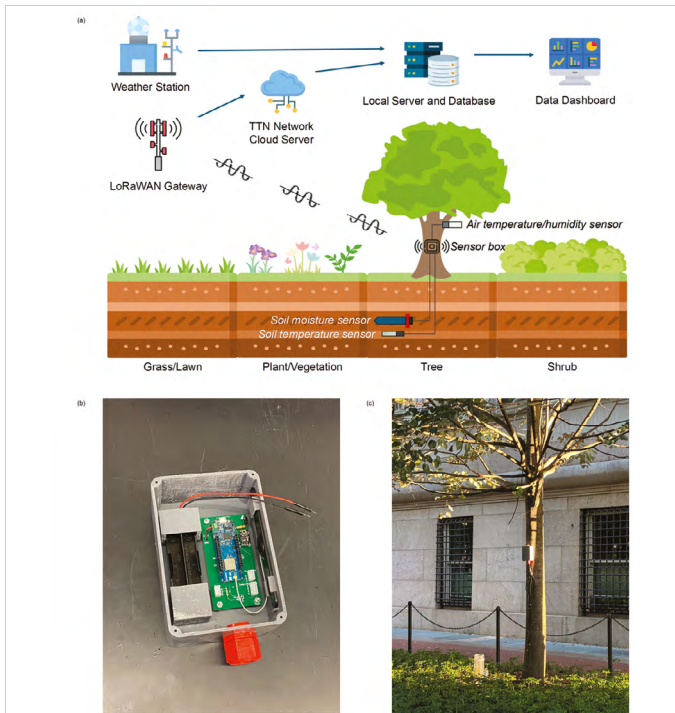 (a)
Weather Station
TTN Network
Cloud Server
Local Server and Database
Data Dashboard
LoRaWAN Gateway
Air temperature/humidity sensor
Sensor box
Soil moisture sensor
Soil temperature sensor
Grass/Lawn
Plant/Vegetation
Tree
Shrub
(b)
(c)